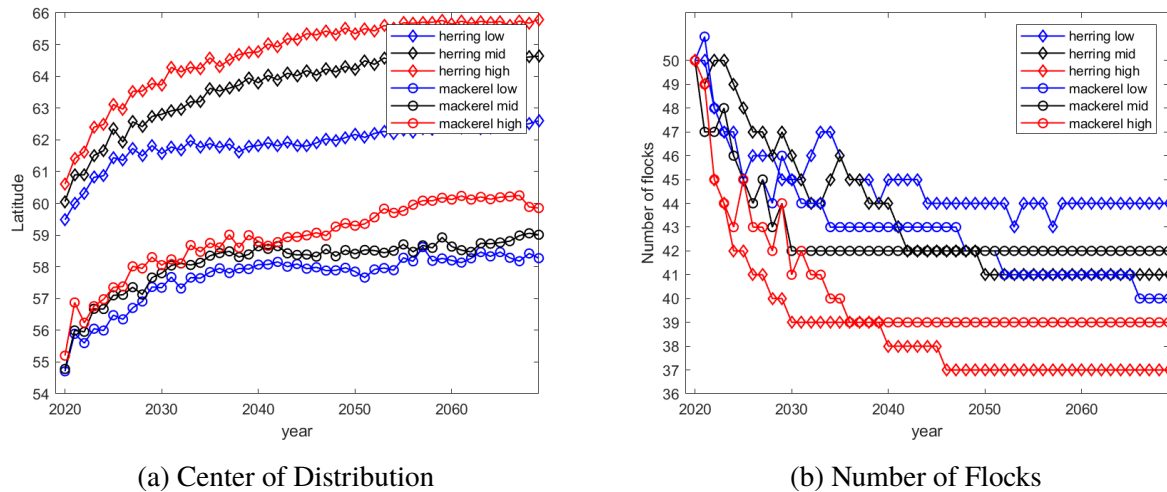 66
65
64
63
62
61
60
59
58
57
56
55
54
Latitude
2020
2030
2040
2050
2060
year
herring low
herring mid
herring high
mackerel low
mackerel mid
mackerel high
(a) Center of Distribution
50
49
48
47
46
45
44
43
42
41
40
39
38
37
36
Number of flocks
2020
2030
2040
2050
2060
year
herring low
herring mid
herring high
mackerel low
mackerel mid
mackerel high
(b) Number of Flocks